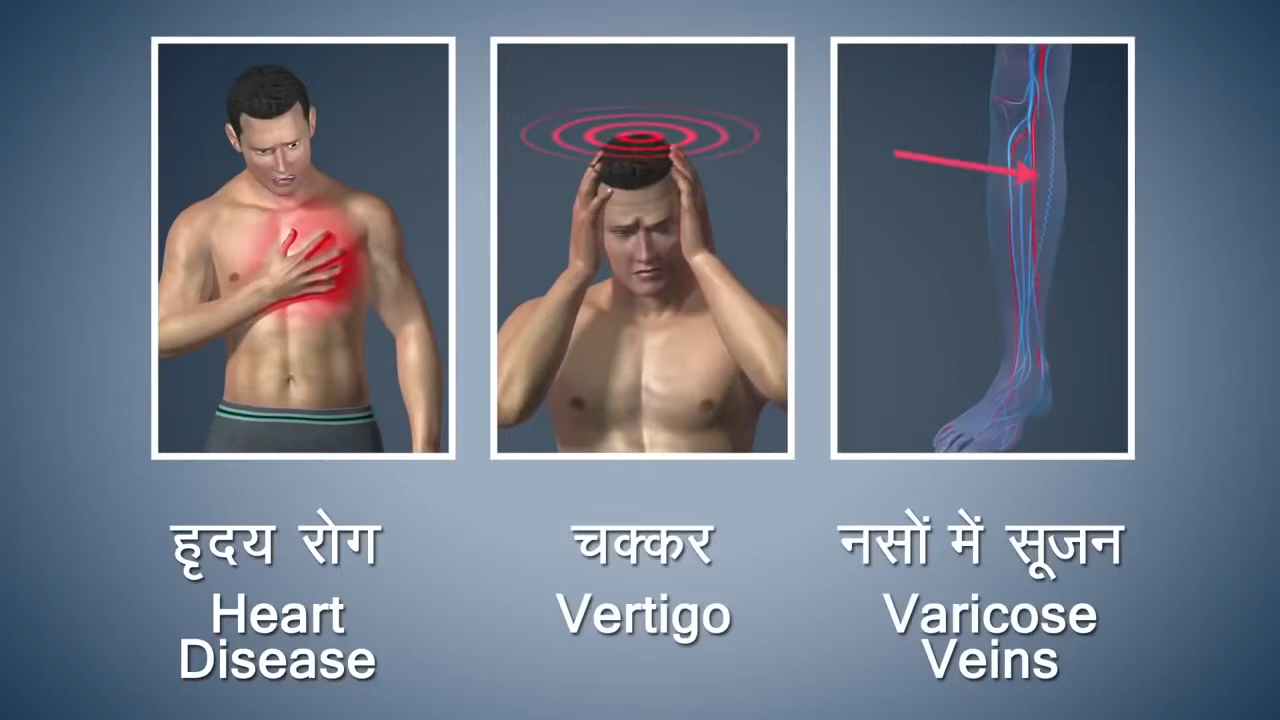 हृदय रोग
Heart
Disease
चक्कर
Vertigo
नसों में सूजन
Varicose
Veins